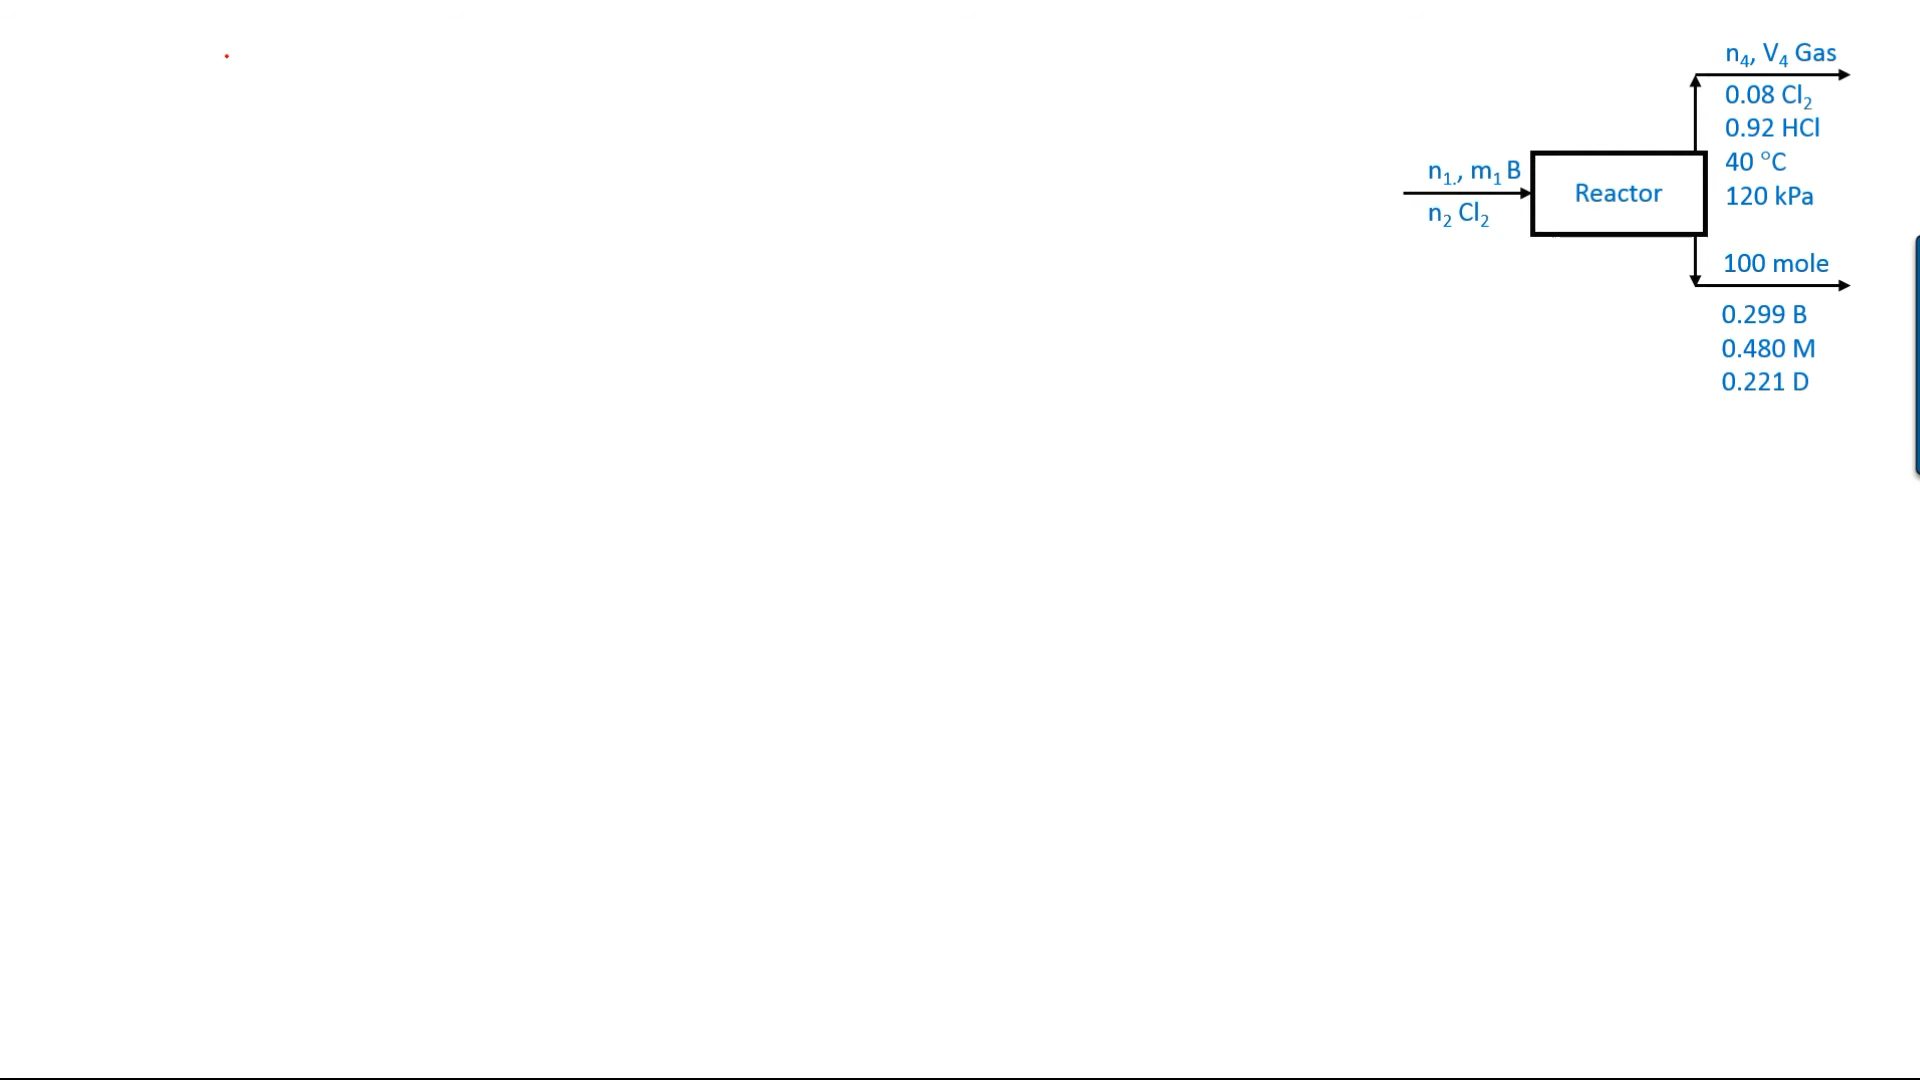 n₄, V₄ Gas
0.08 Cl₂
0.92 HCl
40 °C
120 kPa
n₁., m₁ B
n₂ Cl₂
Reactor
100 mole
0.299 B
0.480 M
0.221 D